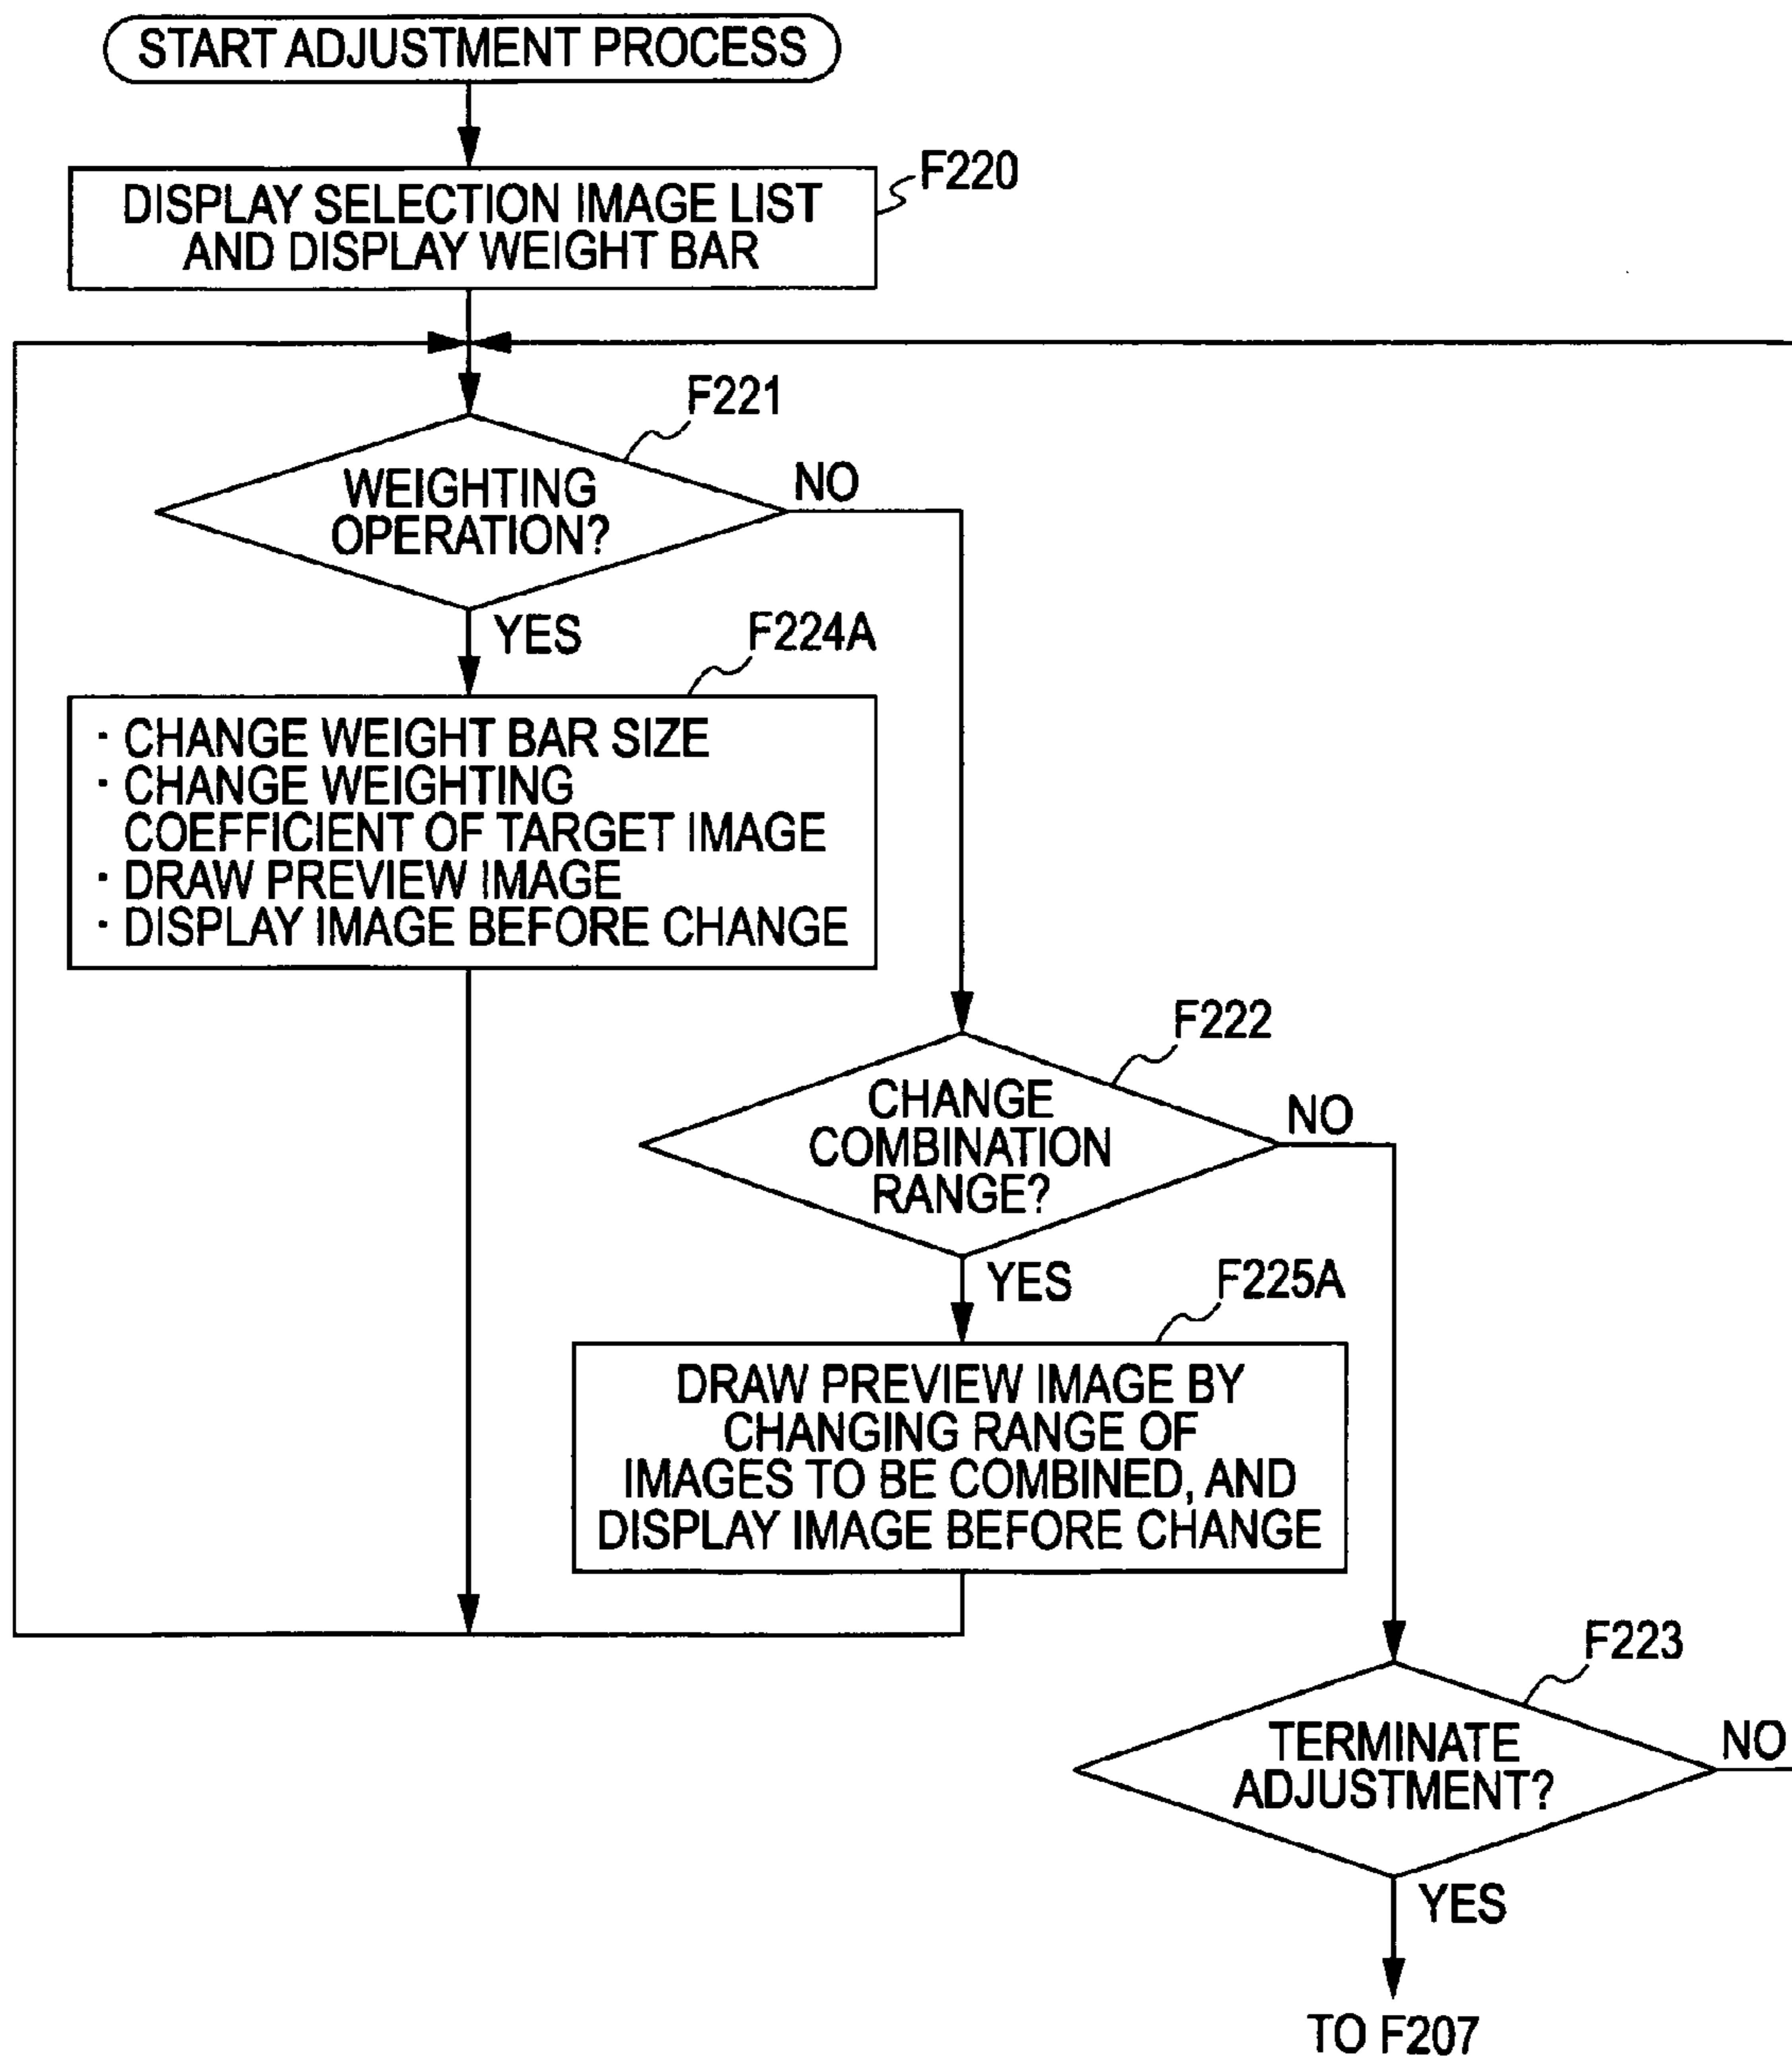 START ADJUSTMENT PROCESS
F220
DISPLAY SELECTION IMAGE LIST
AND DISPLAY WEIGHT BAR
F221
WEIGHTING
OPERATION?
NO
YES
F224A
· CHANGE WEIGHT BAR SIZE
· CHANGE WEIGHTING
COEFFICIENT OF TARGET IMAGE
· DRAW PREVIEW IMAGE
· DISPLAY IMAGE BEFORE CHANGE
F222
CHANGE
COMBINATION
RANGE?
NO
YES
F225A
DRAW PREVIEW IMAGE BY
CHANGING RANGE OF
IMAGES TO BE COMBINED, AND
DISPLAY IMAGE BEFORE CHANGE
F223
TERMINATE
ADJUSTMENT?
NO
YES
TO F207